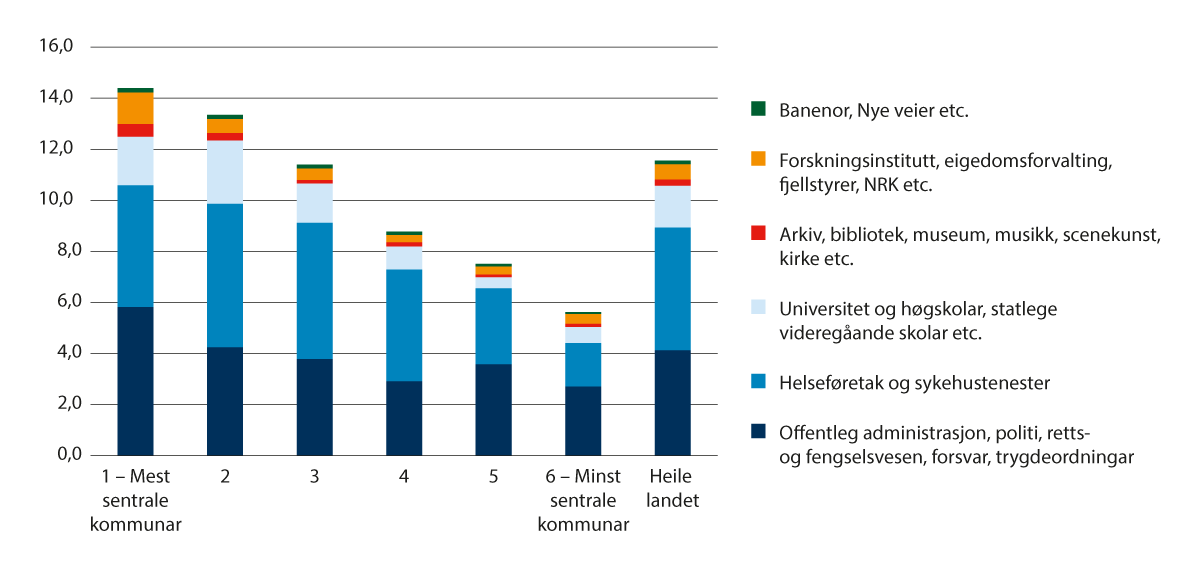 16,0
14,0
12,0
10,0
8,0
6,0
4,0
2,0
0,0
1 – Mest
sentrale
kommunar
2
3
4
5
6 – Minst
sentrale
kommunar
Heile
landet
Banenor, Nye veier etc.
Forskningsinstitutt, eigedomsforvalting,
fjellstyrer, NRK etc.
Arkiv, bibliotek, museum, musikk, scenekunst,
kirke etc.
Universitet og høgskolar, statlege
videregåande skolar etc.
Helseføretak og sykehustenester
Offentleg administrasjon, politi, retts-
og fengselsvesen, forsvar, trygdeordningar